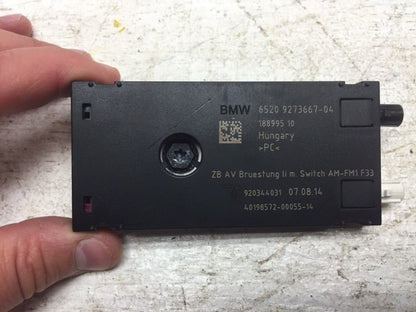 BMW 6520 9273667-04
188995 10
Hungary
>PC<
ZB AV Bruestung li m. Switch AM-FM1 F33
920344031 07.08.14
40198572-00055-14